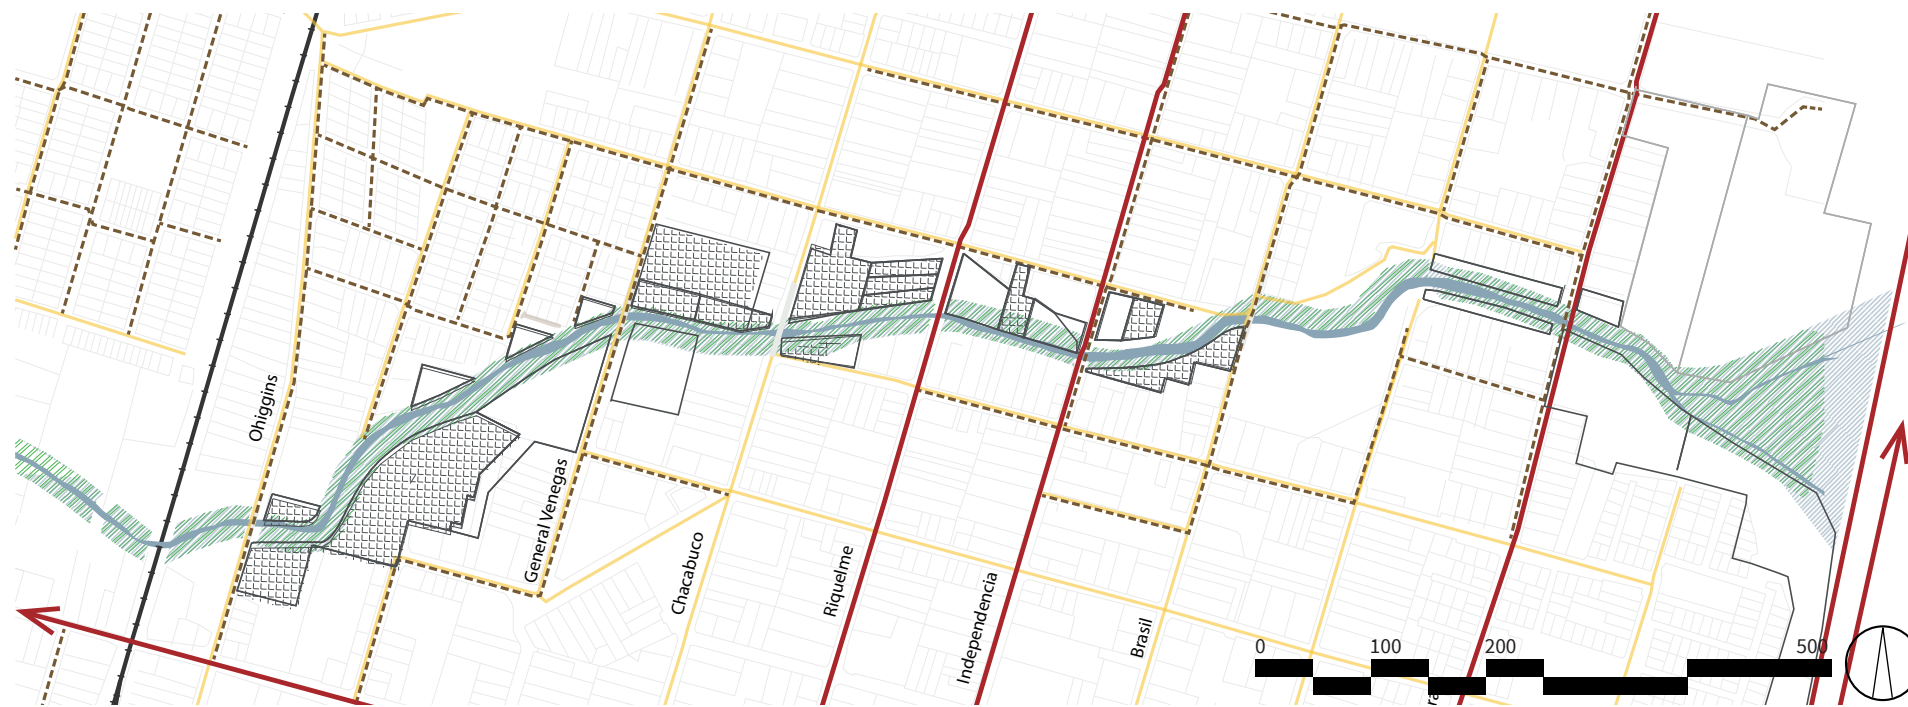 Ohiggins
General Venegas
Chacabuco
Riquelme
Independencia
Brasil
0 100 200 500